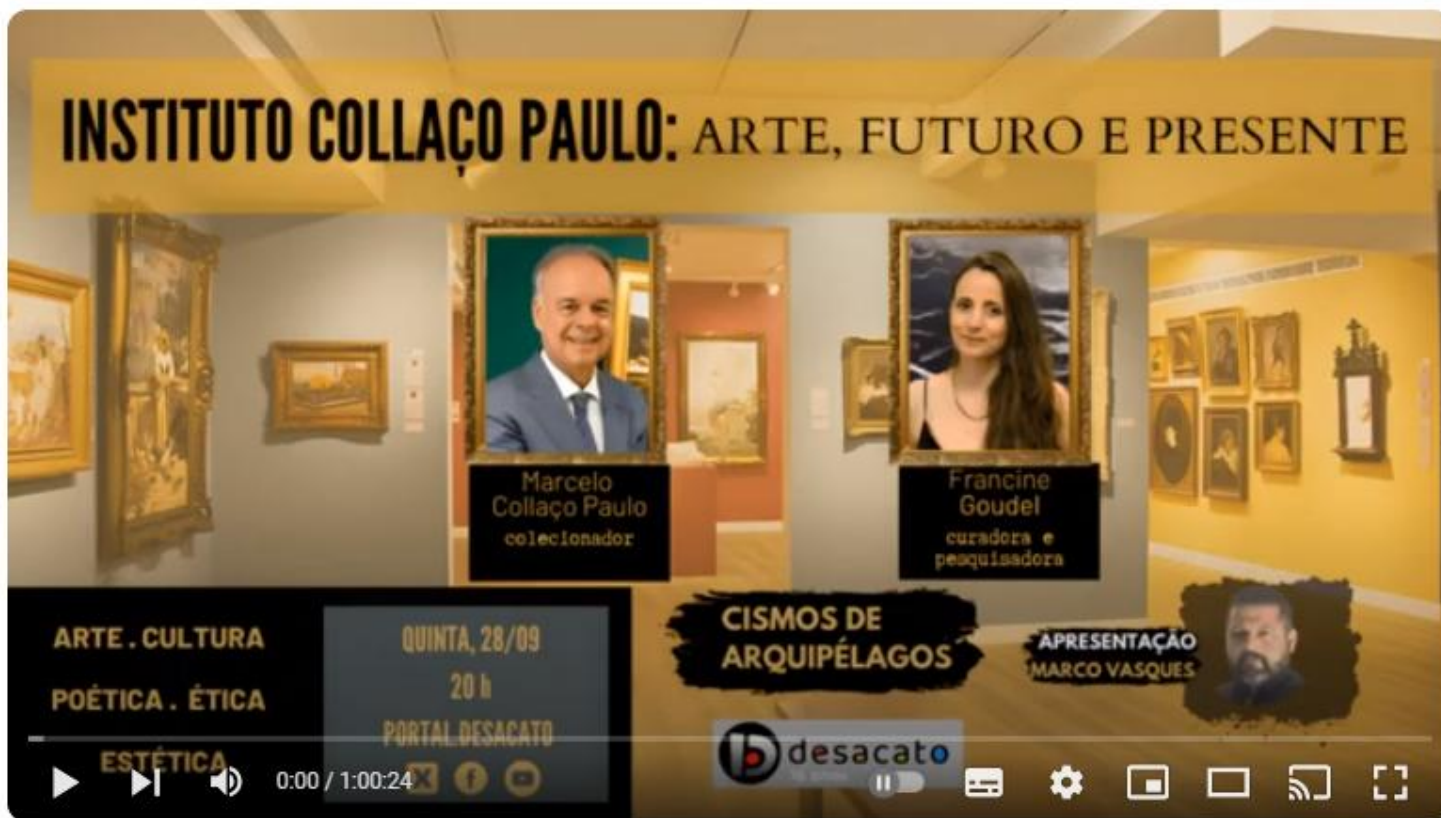 INSTITUTO COLLAÇO PAULO: ARTE, FUTURO E PRESENTE
Marcelo
Collaço Paulo
colecionador
Francine
Goudel
curadora e
pesquisadora
ARTE.CULTURA
POÉTICA . ÉTICA
ESTÉTICA
QUINTA, 28/09
20 h
PORTAL.DESACATO
CISMOS DE
ARQUIPÉLAGOS
APRESENTAÇÃO
MARCO VASQUES
desacato
0:00 / 1:00:24